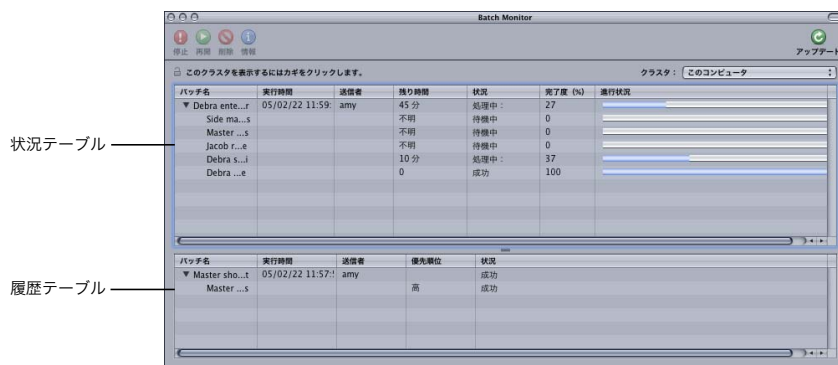 Batch Monitor
停止 再開 削除 情報 アップデート
このクラスタを表示するにはカギをクリックします。 クラスタ： このコンピュータ
バッチ名 実行時間 送信者 残り時間 状況 完了度 (%) 進行状況
Debra ente...r 05/02/22 11:59: amy 45 分 処理中： 27
Side ma...s 不明 待機中 0
Master ...s 不明 待機中 0
Jacob r...e 不明 待機中 0
Debra s...i 10 分 処理中： 37
Debra ...e 0 成功 100
状況テーブル
バッチ名 実行時間 送信者 優先順位 状況
Master sho...t 05/02/22 11:57: amy 成功
Master ...s 高 成功
履歴テーブル